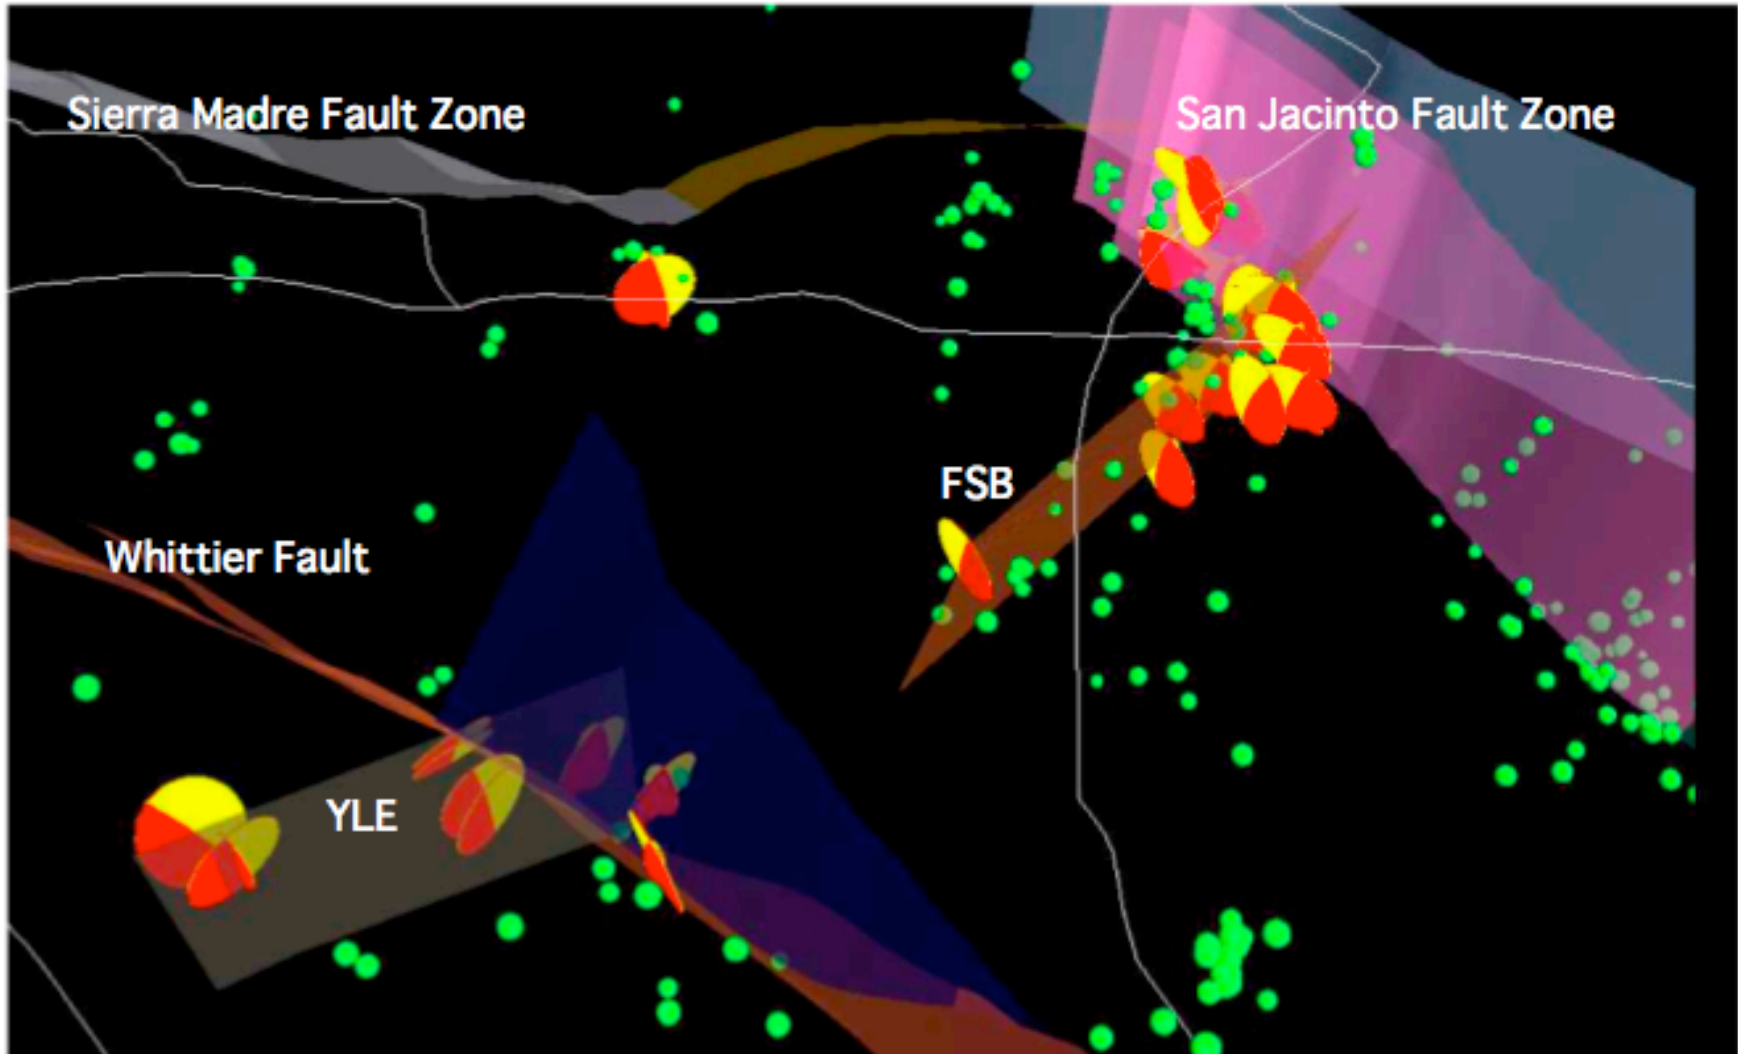 Sierra Madre Fault Zone
San Jacinto Fault Zone
FSB
Whittier Fault
YLE